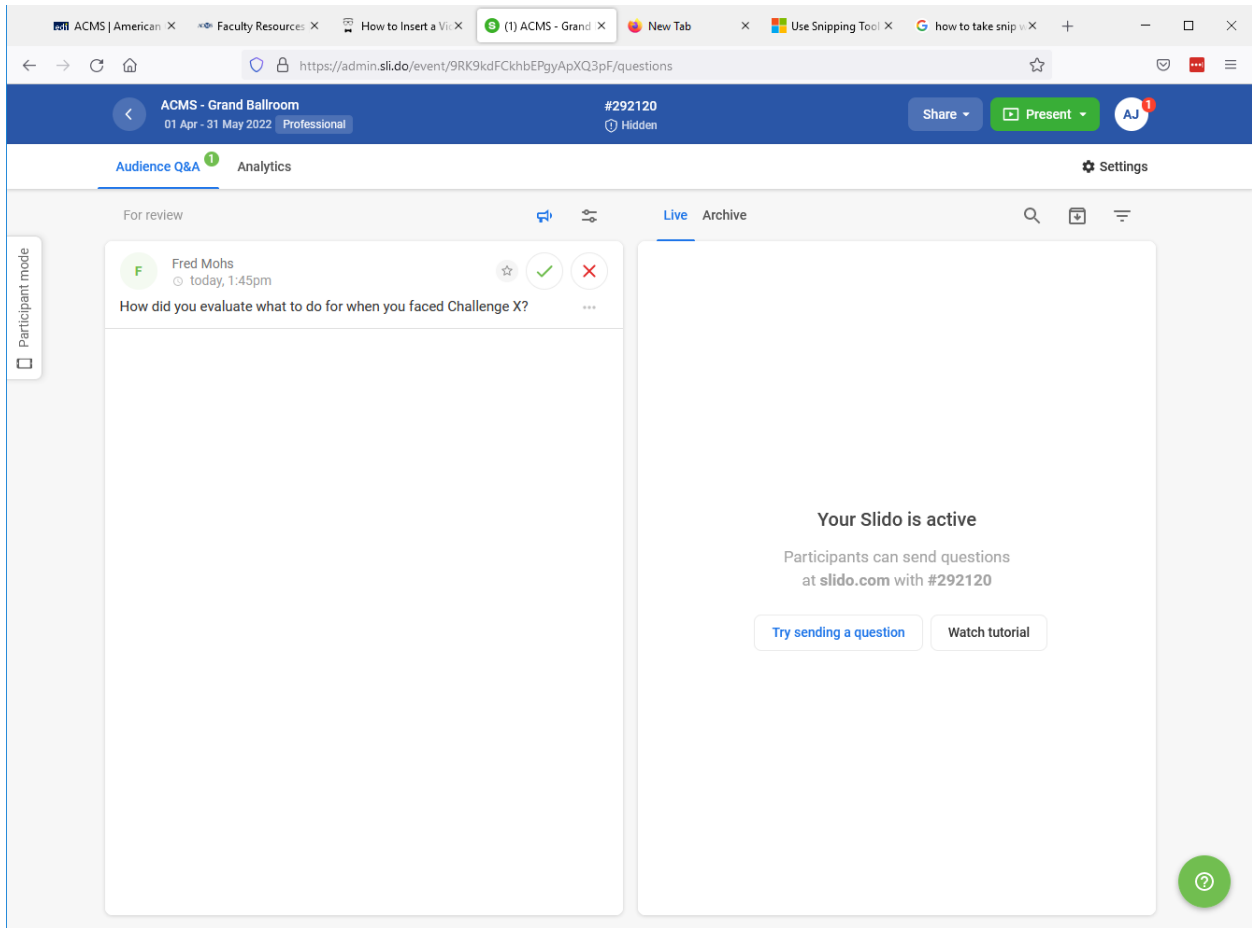 ACMS | American
Faculty Resources
How to Insert a Vic
(1) ACMS - Grand
New Tab
Use Snipping Tool
how to take snip w
https://admin.sli.do/event/9RK9kdFCkhbEPgyApXQ3pF/questions
ACMS - Grand Ballroom
01 Apr - 31 May 2022 Professional
#292120
Hidden
Share
Present
AJ
1
Audience Q&A 1
Analytics
Settings
For review
Live
Archive
Participant mode
F
Fred Mohs
today, 1:45pm
How did you evaluate what to do for when you faced Challenge X?
Your Slido is active
Participants can send questions
at slido.com with #292120
Try sending a question
Watch tutorial